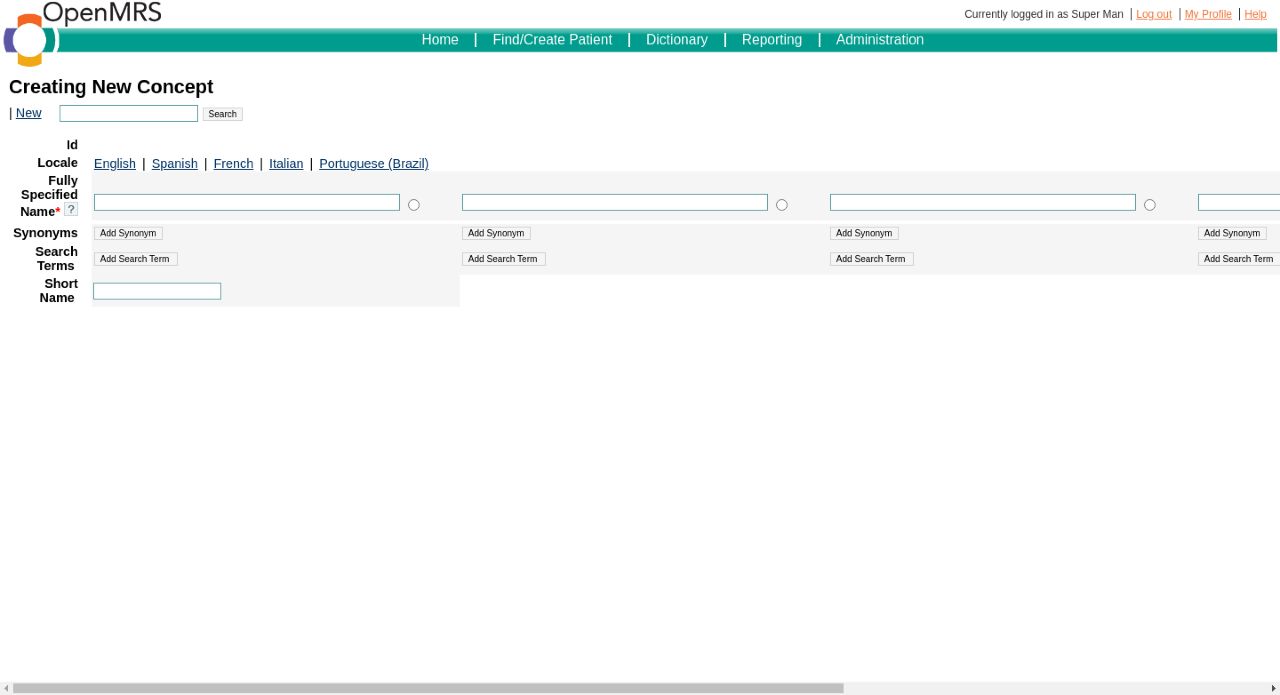 OpenMRS
Currently logged in as Super Man | Log out | My Profile | Help
Home | Find/Create Patient | Dictionary | Reporting | Administration
Creating New Concept
| New Search
Id
Locale English | Spanish | French | Italian | Portuguese (Brazil)
Fully
Specified
Name* ?
Synonyms Add Synonym Add Synonym Add Synonym Add Synonym
Search
Terms Add Search Term Add Search Term Add Search Term Add Search Term
Short
Name